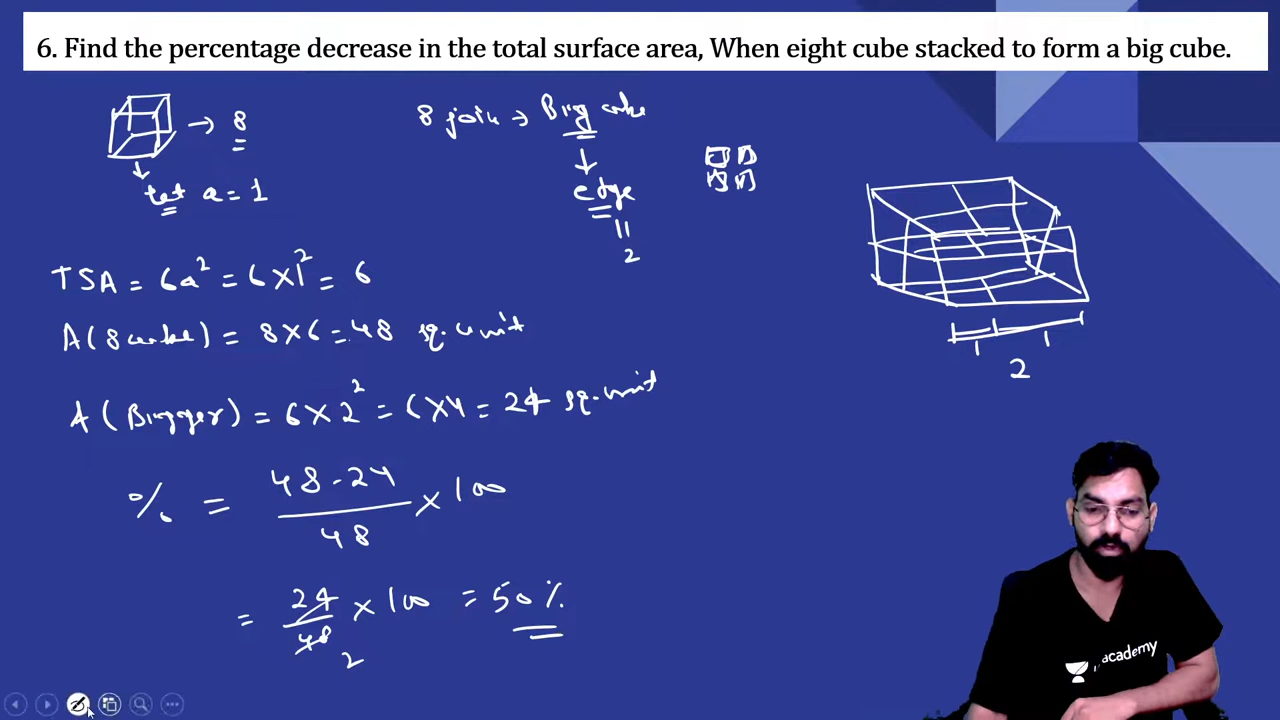 6. Find the percentage decrease in the total surface area, When eight cube stacked to form a big cube.
→ 8
let a = 1
8 join → Big cube
edge
11
2
TSA = 6a² = 6×1² = 6
A(8 cube) = 8×6 = 48 sq. unit
A(Bigger) = 6×2² = 6×4 = 24 sq. unit
% = 48-24/48 × 100
= 24/48 × 100 = 50%
2
1 1
2
academy